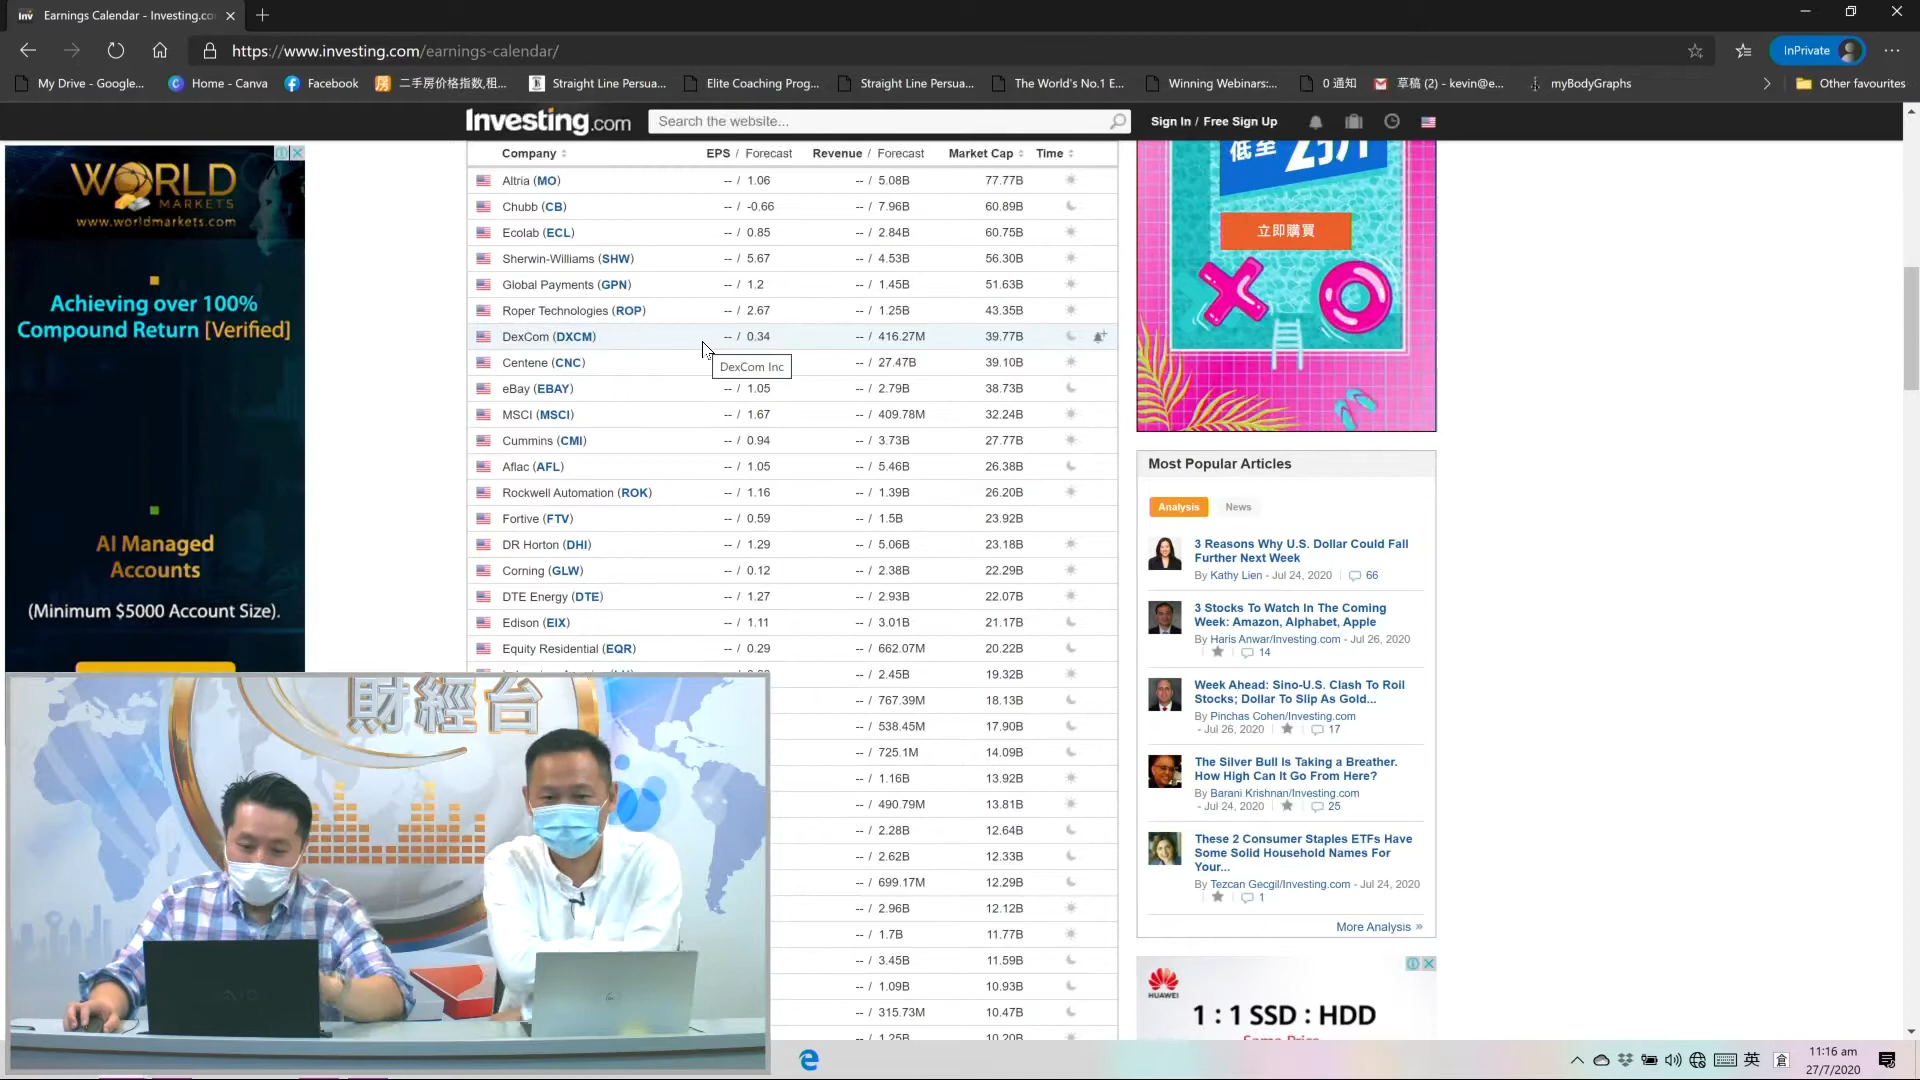 Earnings Calendar - Investing.co
https://www.investing.com/earnings-calendar/
InPrivate
My Drive - Google...
Home - Canva
Facebook
二手房价格指数,租...
Straight Line Persua...
Elite Coaching Prog...
Straight Line Persua...
The World's No.1 E...
Winning Webinars:...
0 通知
草稿 (2) - kevin@e...
myBodyGraphs
Other favourites
Investing.com
Search the website...
Sign In / Free Sign Up
WORLD
MARKETS
www.worldmarkets.com
Achieving over 100%
Compound Return [Verified]
AI Managed
Accounts
(Minimum $5000 Account Size).
Company EPS / Forecast Revenue / Forecast Market Cap Time
Altria (MO) -- / 1.06 -- / 5.08B 77.77B
Chubb (CB) -- / -0.66 -- / 7.96B 60.89B
Ecolab (ECL) -- / 0.85 -- / 2.84B 60.75B
Sherwin-Williams (SHW) -- / 5.67 -- / 4.53B 56.30B
Global Payments (GPN) -- / 1.2 -- / 1.45B 51.63B
Roper Technologies (ROP) -- / 2.67 -- / 1.25B 43.35B
DexCom (DXCM) -- / 0.34 -- / 416.27M 39.77B
Centene (CNC) -- / 27.47B 39.10B
DexCom Inc
eBay (EBAY) -- / 1.05 -- / 2.79B 38.73B
MSCI (MSCI) -- / 1.67 -- / 409.78M 32.24B
Cummins (CMI) -- / 0.94 -- / 3.73B 27.77B
Aflac (AFL) -- / 1.05 -- / 5.46B 26.38B
Rockwell Automation (ROK) -- / 1.16 -- / 1.39B 26.20B
Fortive (FTV) -- / 0.59 -- / 1.5B 23.92B
DR Horton (DHI) -- / 1.29 -- / 5.06B 23.18B
Corning (GLW) -- / 0.12 -- / 2.38B 22.29B
DTE Energy (DTE) -- / 1.27 -- / 2.93B 22.07B
Edison (EIX) -- / 1.11 -- / 3.01B 21.17B
Equity Residential (EQR) -- / 0.29 -- / 662.07M 20.22B
-- / 2.45B 19.32B
-- / 767.39M 18.13B
-- / 538.45M 17.90B
-- / 725.1M 14.09B
-- / 1.16B 13.92B
-- / 490.79M 13.81B
-- / 2.28B 12.64B
-- / 2.62B 12.33B
-- / 699.17M 12.29B
-- / 2.96B 12.12B
-- / 1.7B 11.77B
-- / 3.45B 11.59B
-- / 1.09B 10.93B
-- / 315.73M 10.47B
-- / 1.25B 10.20B
財經台
低至
立即購買
Most Popular Articles
Analysis
News
3 Reasons Why U.S. Dollar Could Fall
Further Next Week
By Kathy Lien - Jul 24, 2020 66
3 Stocks To Watch In The Coming
Week: Amazon, Alphabet, Apple
By Haris Anwar/Investing.com - Jul 26, 2020
14
Week Ahead: Sino-U.S. Clash To Roil
Stocks; Dollar To Slip As Gold...
By Pinchas Cohen/Investing.com
- Jul 26, 2020 17
The Silver Bull Is Taking a Breather.
How High Can It Go From Here?
By Barani Krishnan/Investing.com
- Jul 24, 2020 25
These 2 Consumer Staples ETFs Have
Some Solid Household Names For
Your...
By Tezcan Gecgil/Investing.com - Jul 24, 2020
1
More Analysis »
HUAWEI
1 : 1 SSD : HDD
英
倉
11:16 am
27/7/2020